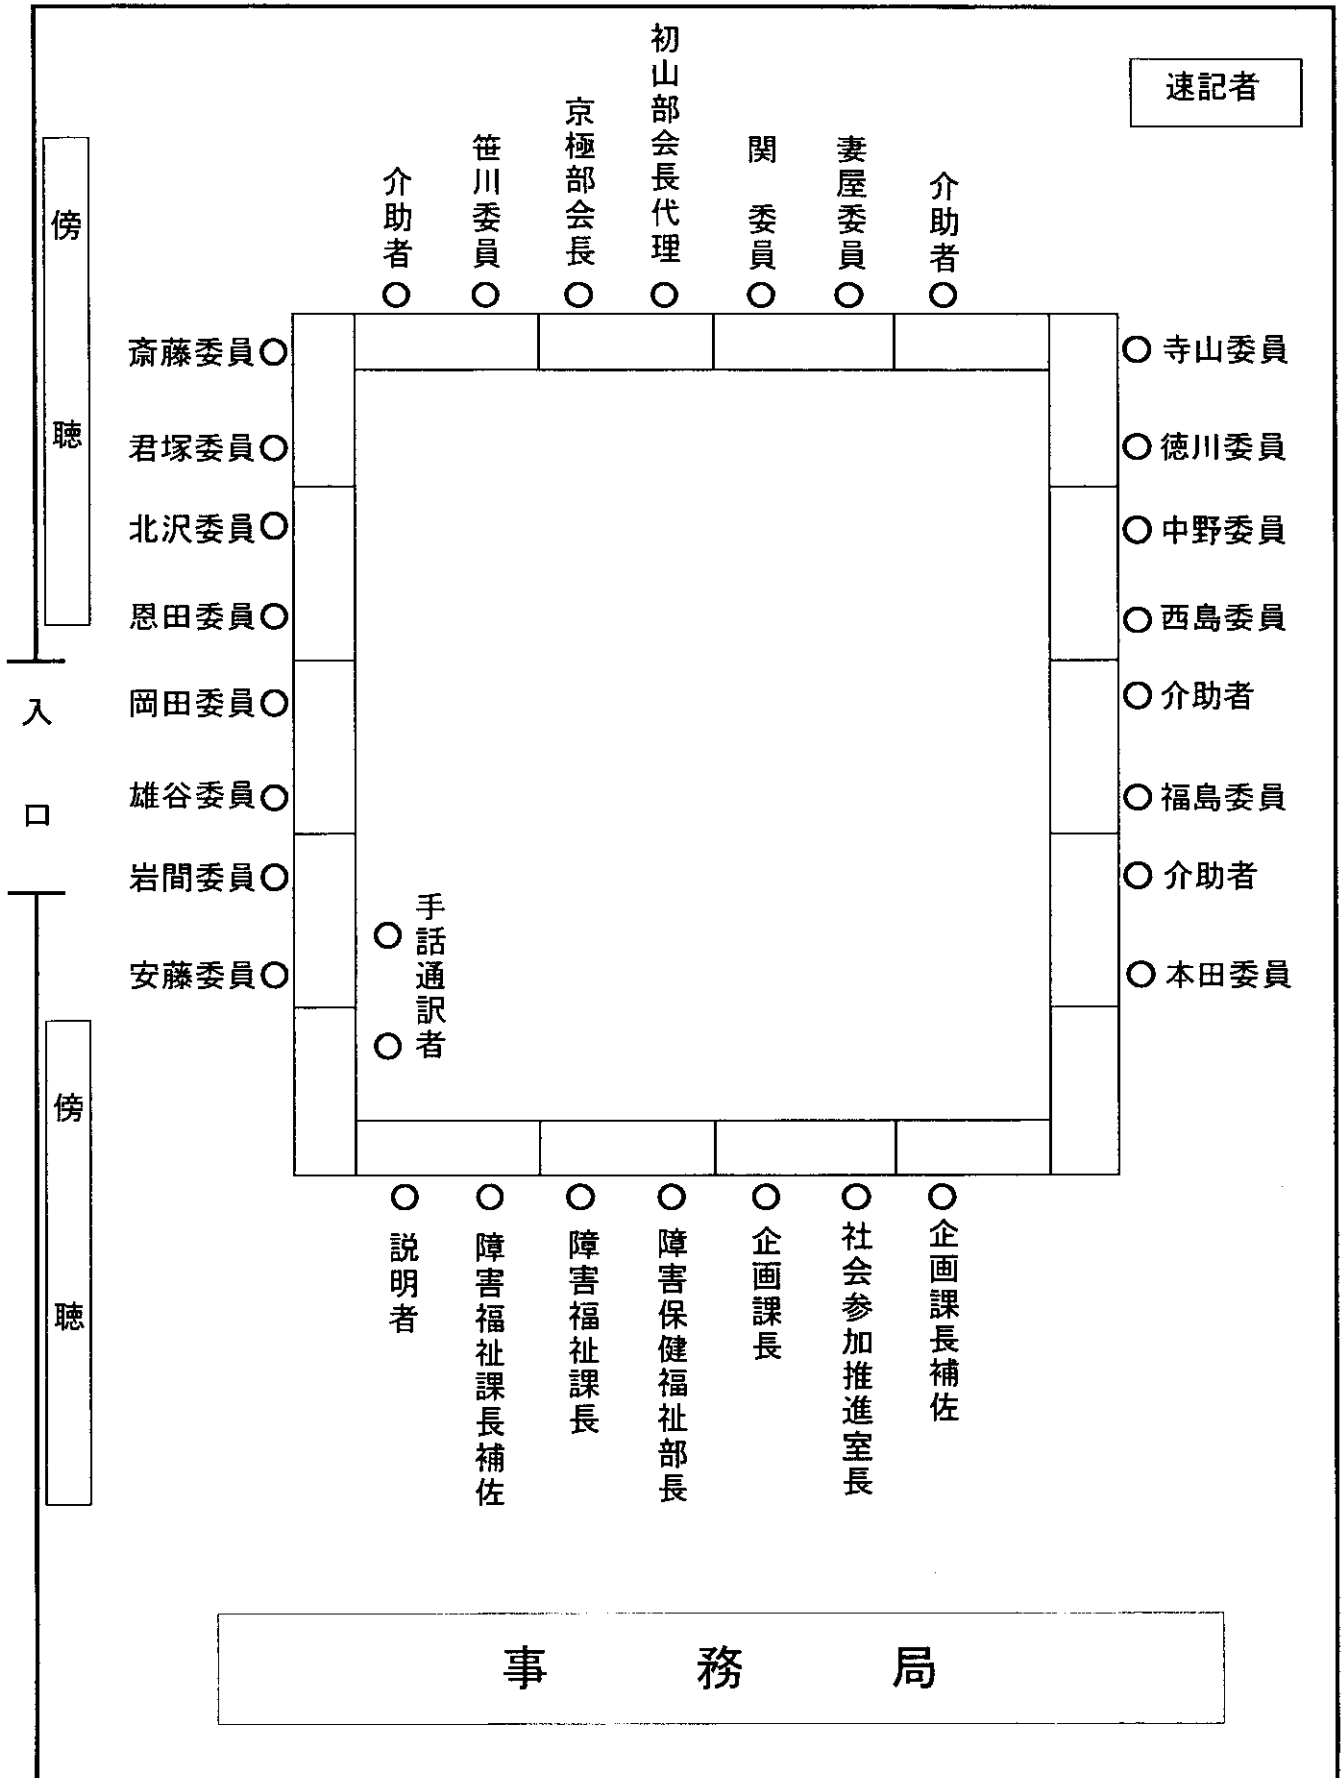 速記者
介助者
笹川委員
京極部会長
初山部会長代理
関 委員
妻屋委員
介助者
傍 聴
斎藤委員
君塚委員
北沢委員
恩田委員
岡田委員
雄谷委員
岩間委員
安藤委員
入 口
寺山委員
徳川委員
中野委員
西島委員
介助者
福島委員
介助者
本田委員
手話通訳者
傍 聴
説明者
障害福祉課長補佐
障害福祉課長
障害保健福祉部長
企画課長
社会参加推進室長
企画課長補佐
事 務 局